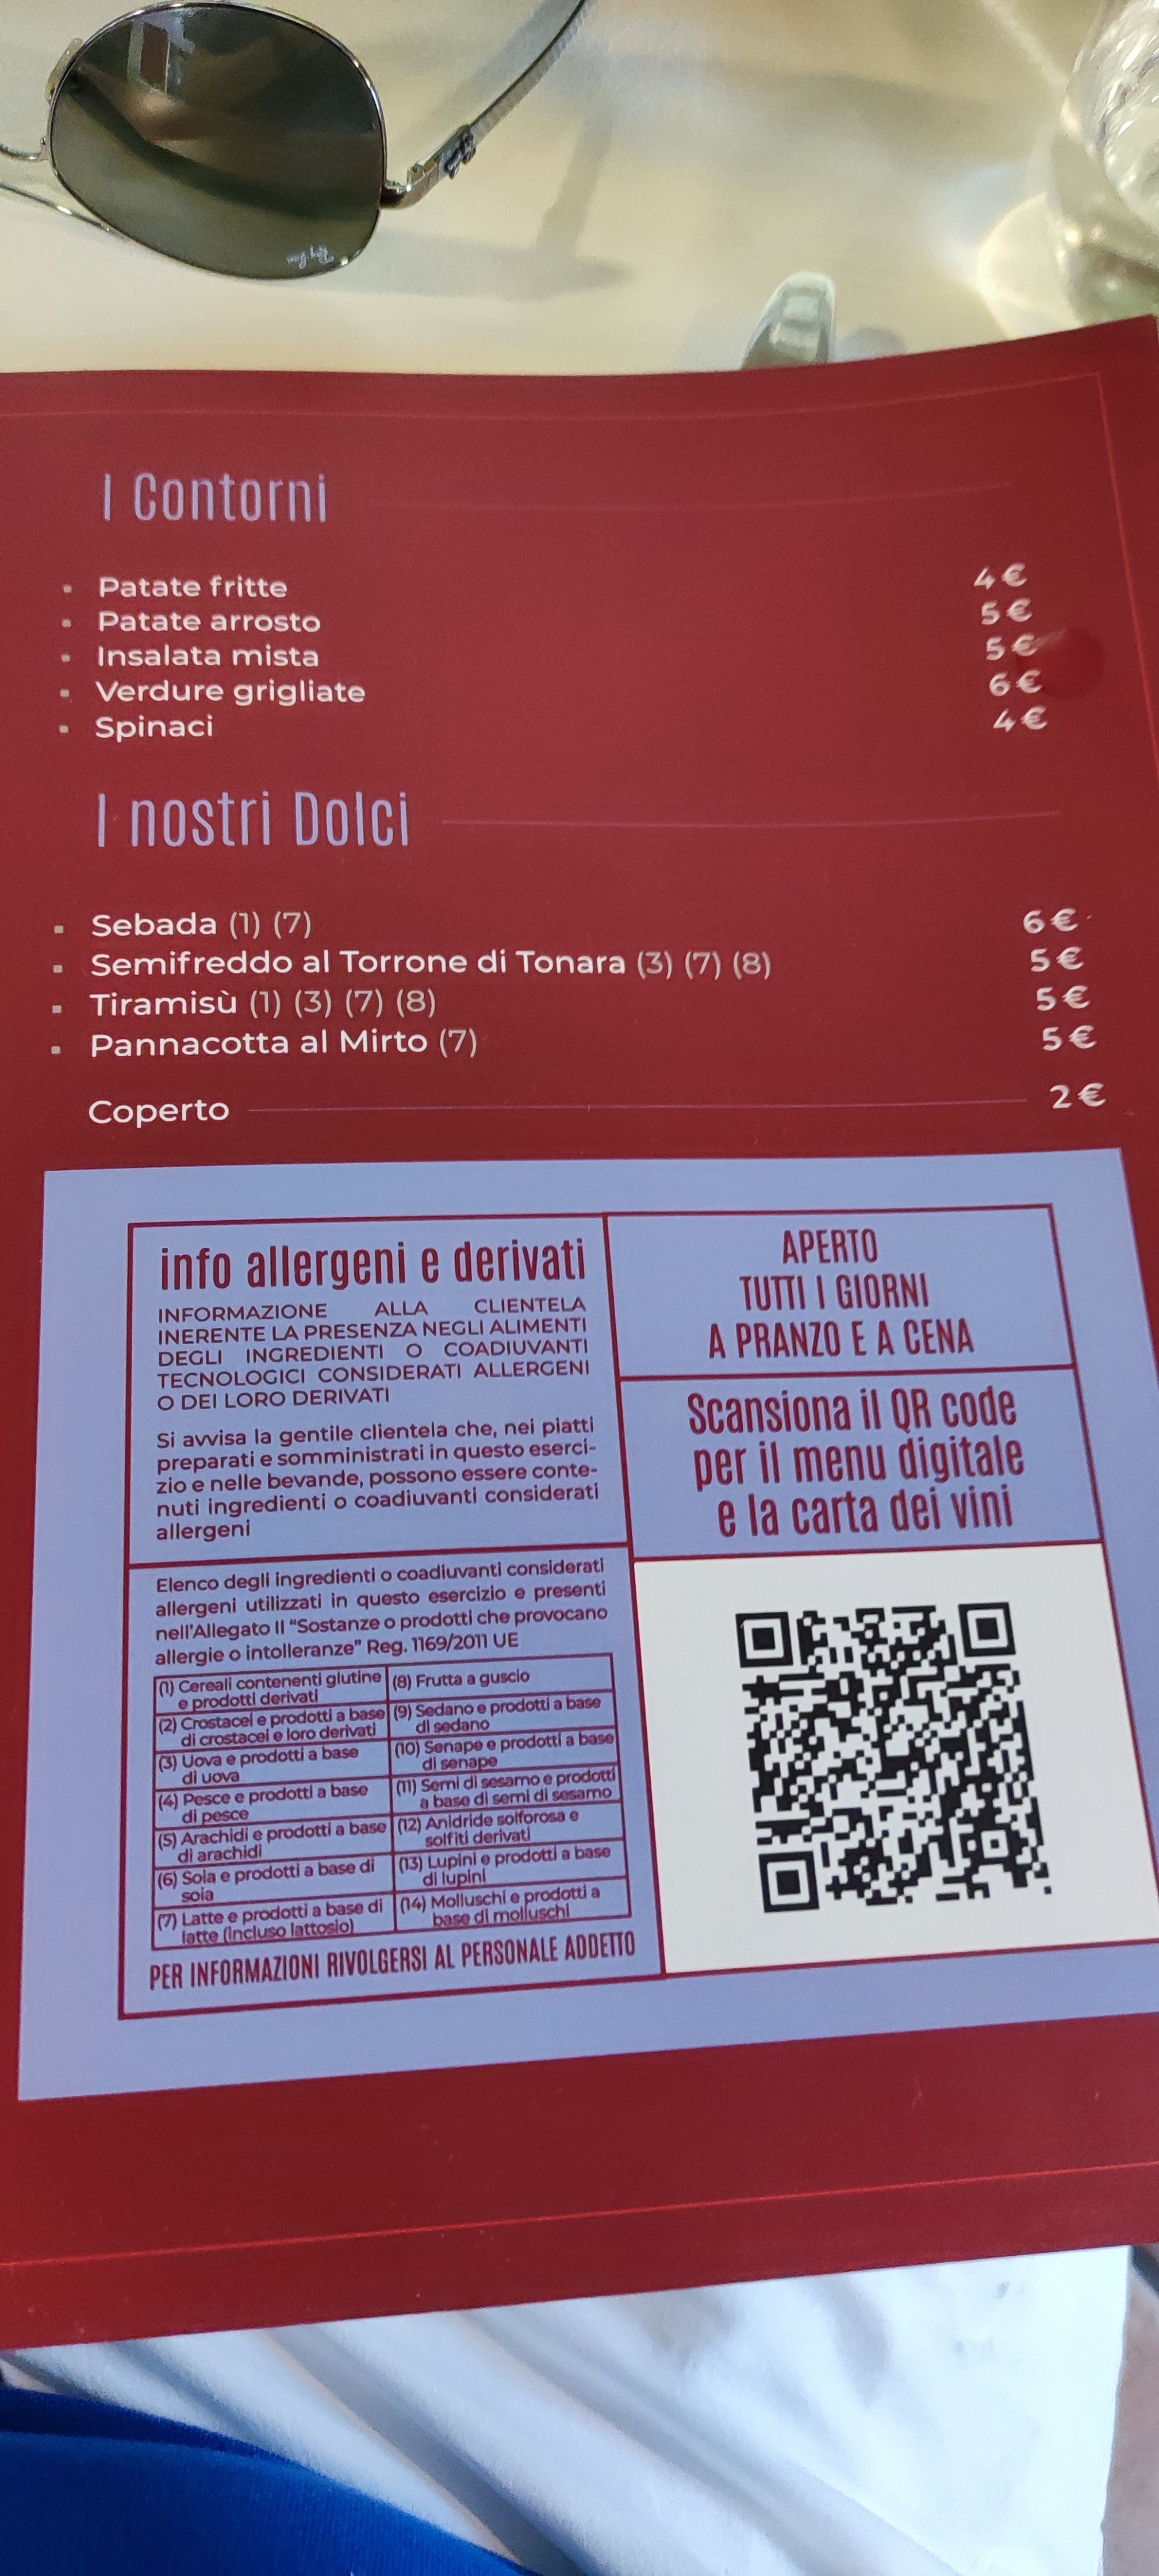 Ray-Ban
I Contorni
▪ Patate fritte 4€
▪ Patate arrosto 5€
▪ Insalata mista 5€
▪ Verdure grigliate 6€
▪ Spinaci 4€
I nostri Dolci
▪ Sebada (1) (7) 6€
▪ Semifreddo al Torrone di Tonara (3) (7) (8) 5€
▪ Tiramisù (1) (3) (7) (8) 5€
▪ Pannacotta al Mirto (7) 5€
Coperto 2€
info allergeni e derivati
INFORMAZIONE ALLA CLIENTELA
INERENTE LA PRESENZA NEGLI ALIMENTI
DEGLI INGREDIENTI O COADIUVANTI
TECNOLOGICI CONSIDERATI ALLERGENI
O DEI LORO DERIVATI
Si avvisa la gentile clientela che, nei piatti
preparati e somministrati in questo eserci-
zio e nelle bevande, possono essere conte-
nuti ingredienti o coadiuvanti considerati
allergeni
Elenco degli ingredienti o coadiuvanti considerati
allergeni utilizzati in questo esercizio e presenti
nell'Allegato II "Sostanze o prodotti che provocano
allergie o intolleranze" Reg. 1169/2011 UE
(1) Cereali contenenti glutine
e prodotti derivati
(2) Crostacei e prodotti a base
di crostacei e loro derivati
(3) Uova e prodotti a base
di uova
(4) Pesce e prodotti a base
di pesce
(5) Arachidi e prodotti a base
di arachidi
(6) Soia e prodotti a base di
soia
(7) Latte e prodotti a base di
latte (incluso lattosio)
(8) Frutta a guscio
(9) Sedano e prodotti a base
di sedano
(10) Senape e prodotti a base
di senape
(11) Semi di sesamo e prodotti
a base di semi di sesamo
(12) Anidride solforosa e
solfiti derivati
(13) Lupini e prodotti a base
di lupini
(14) Molluschi e prodotti a
base di molluschi
PER INFORMAZIONI RIVOLGERSI AL PERSONALE ADDETTO
APERTO
TUTTI I GIORNI
A PRANZO E A CENA
Scansiona il QR code
per il menu digitale
e la carta dei vini